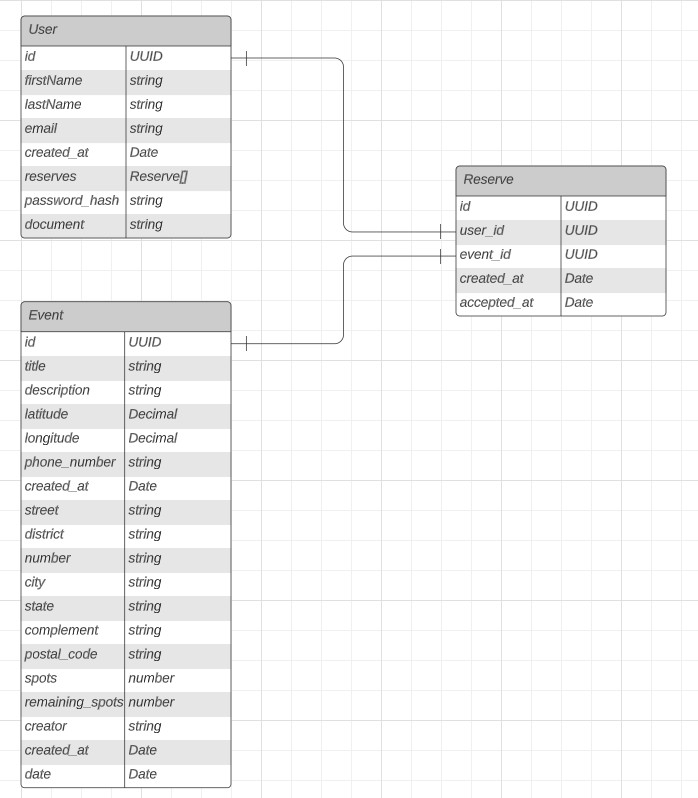 User
id UUID
firstName string
lastName string
email string
created_at Date
reserves Reserve[]
password_hash string
document string
Reserve
id UUID
user_id UUID
event_id UUID
created_at Date
accepted_at Date
Event
id UUID
title string
description string
latitude Decimal
longitude Decimal
phone_number string
created_at Date
street string
district string
number string
city string
state string
complement string
postal_code string
spots number
remaining_spots number
creator string
created_at Date
date Date